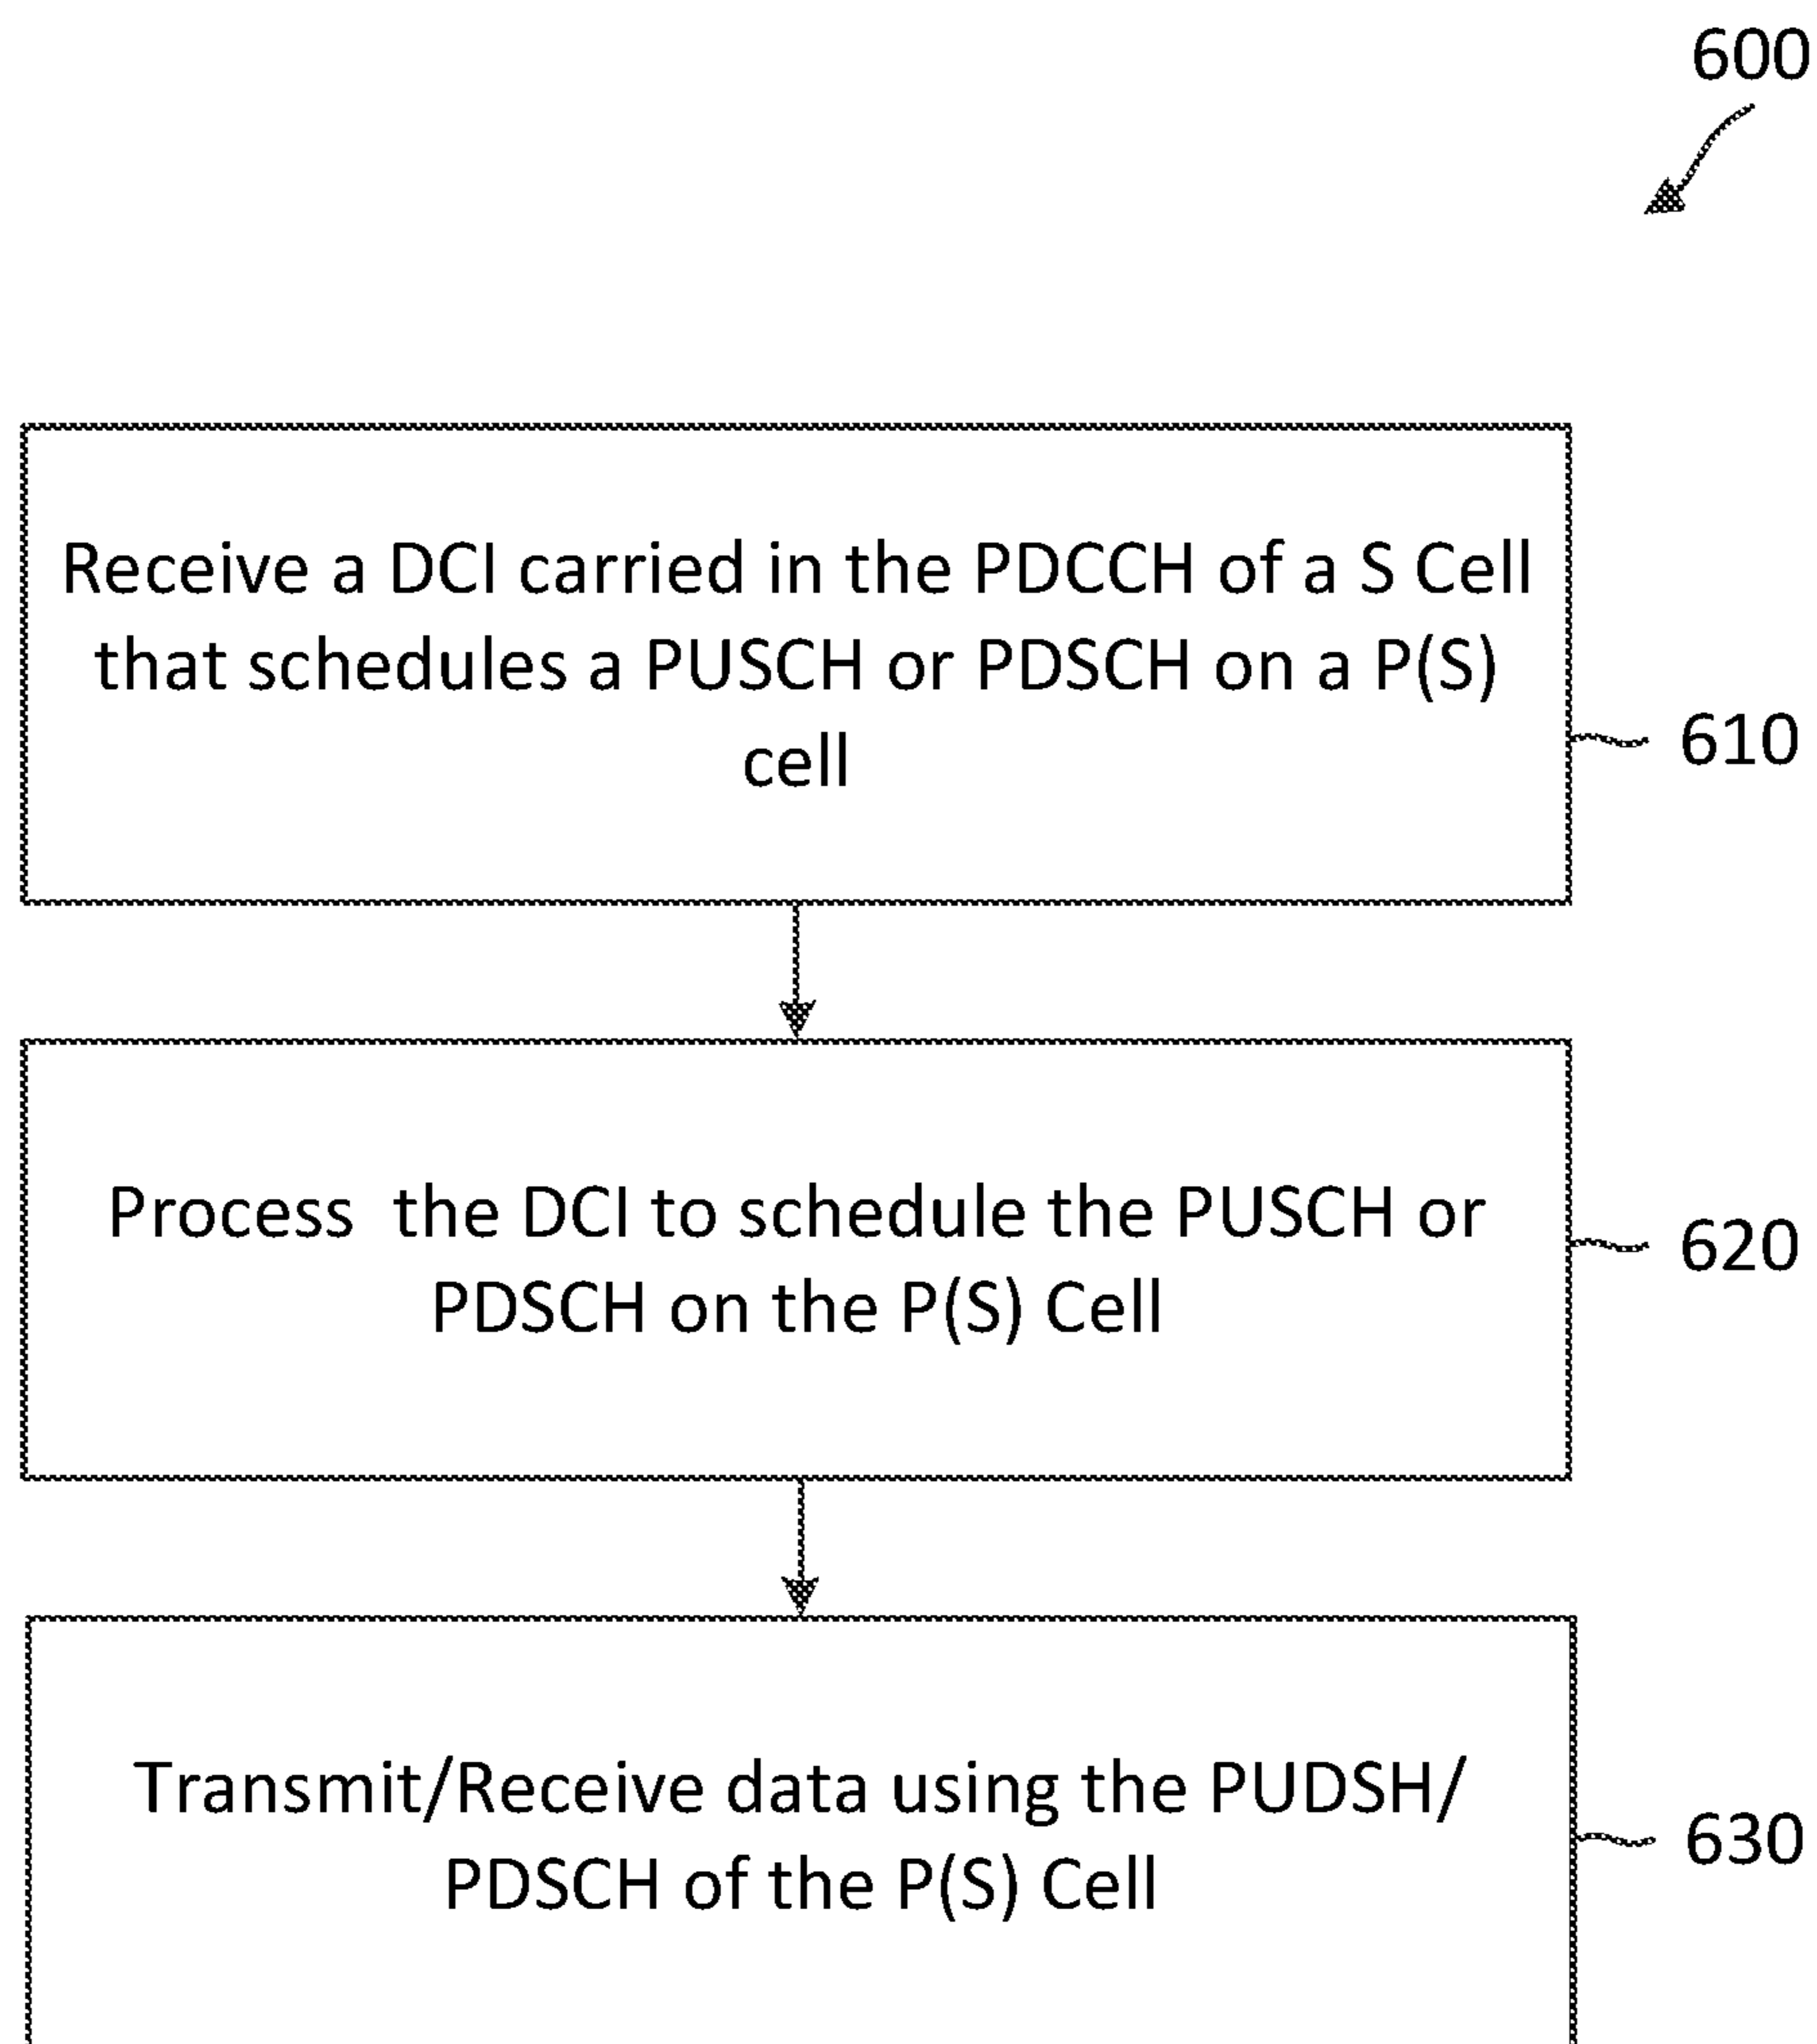 600
Receive a DCI carried in the PDCCH of a S Cell
that schedules a PUSCH or PDSCH on a P(S)
cell
610
Process the DCI to schedule the PUSCH or
PDSCH on the P(S) Cell
620
Transmit/Receive data using the PUDSH/
PDSCH of the P(S) Cell
630